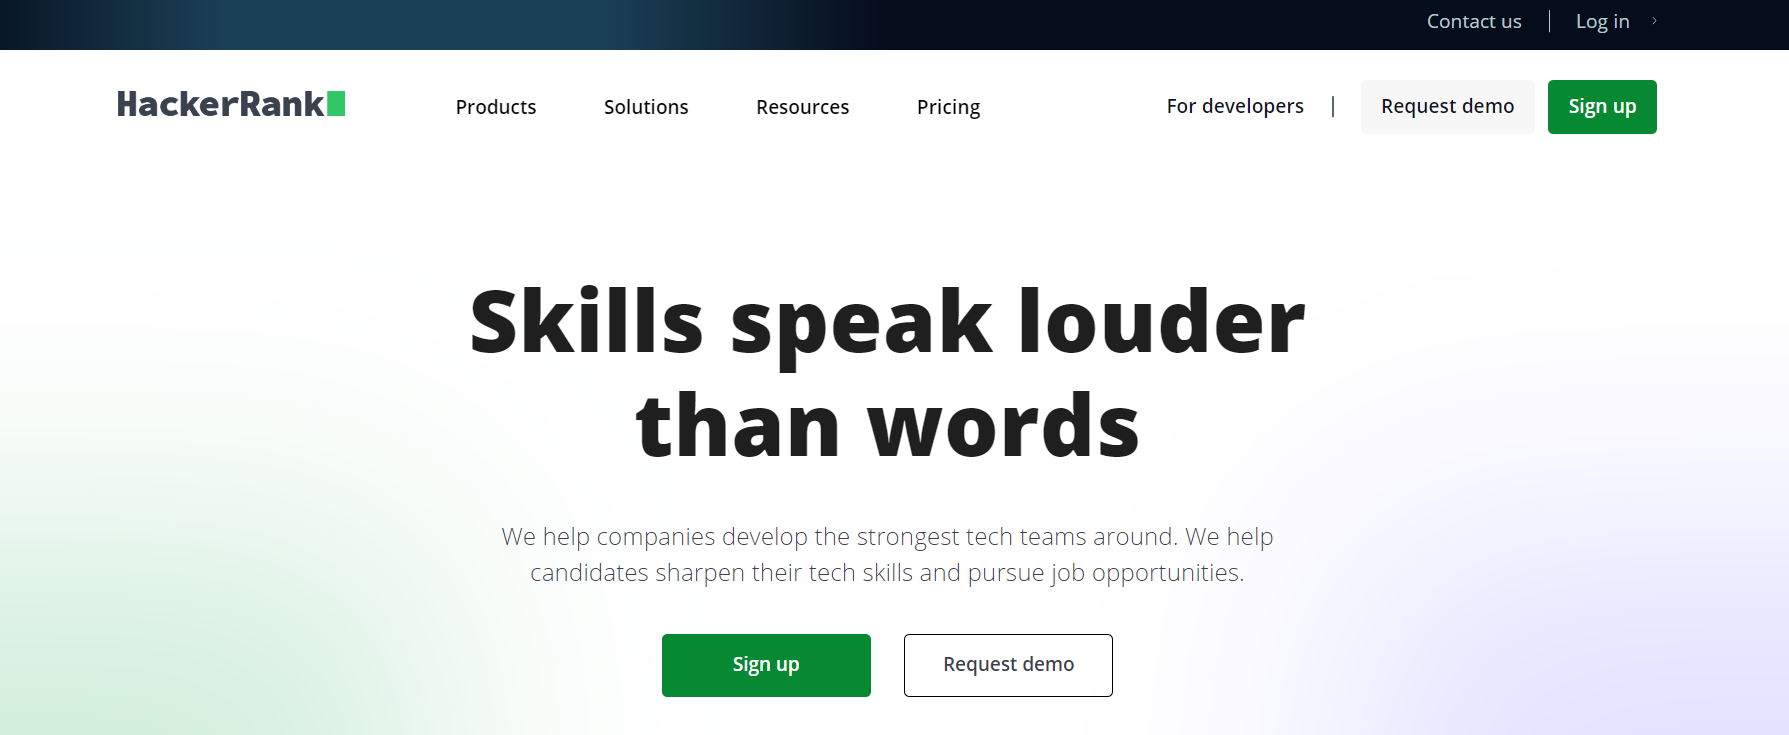 Contact us | Log in >
HackerRank
Products Solutions Resources Pricing For developers | Request demo Sign up
Skills speak louder
than words
We help companies develop the strongest tech teams around. We help
candidates sharpen their tech skills and pursue job opportunities.
Sign up Request demo